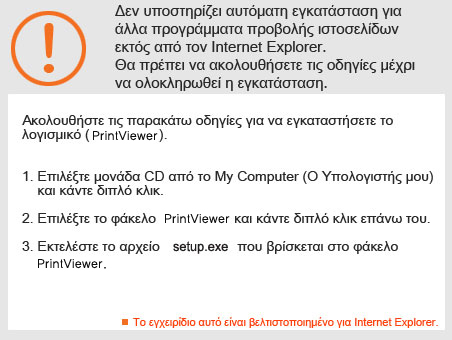 Δεν υποστηρίζει αυτόματη εγκατάσταση για
άλλα προγράμματα προβολής ιστοσελίδων
εκτός από τον Internet Explorer.
Θα πρέπει να ακολουθήσετε τις οδηγίες μέχρι
να ολοκληρωθεί η εγκατάσταση.
Ακολουθήστε τις παρακάτω οδηγίες για να εγκαταστήσετε το
λογισμικό (PrintViewer).
1. Επιλέξτε μονάδα CD από το My Computer (Ο Υπολογιστής μου)
και κάντε διπλό κλικ.
2. Επιλέξτε το φάκελο PrintViewer και κάντε διπλό κλικ επάνω του.
3. Εκτελέστε το αρχείο setup.exe που βρίσκεται στο φάκελο
PrintViewer.
Το εγχειρίδιο αυτό είναι βελτιστοποιημένο για Internet Explorer.